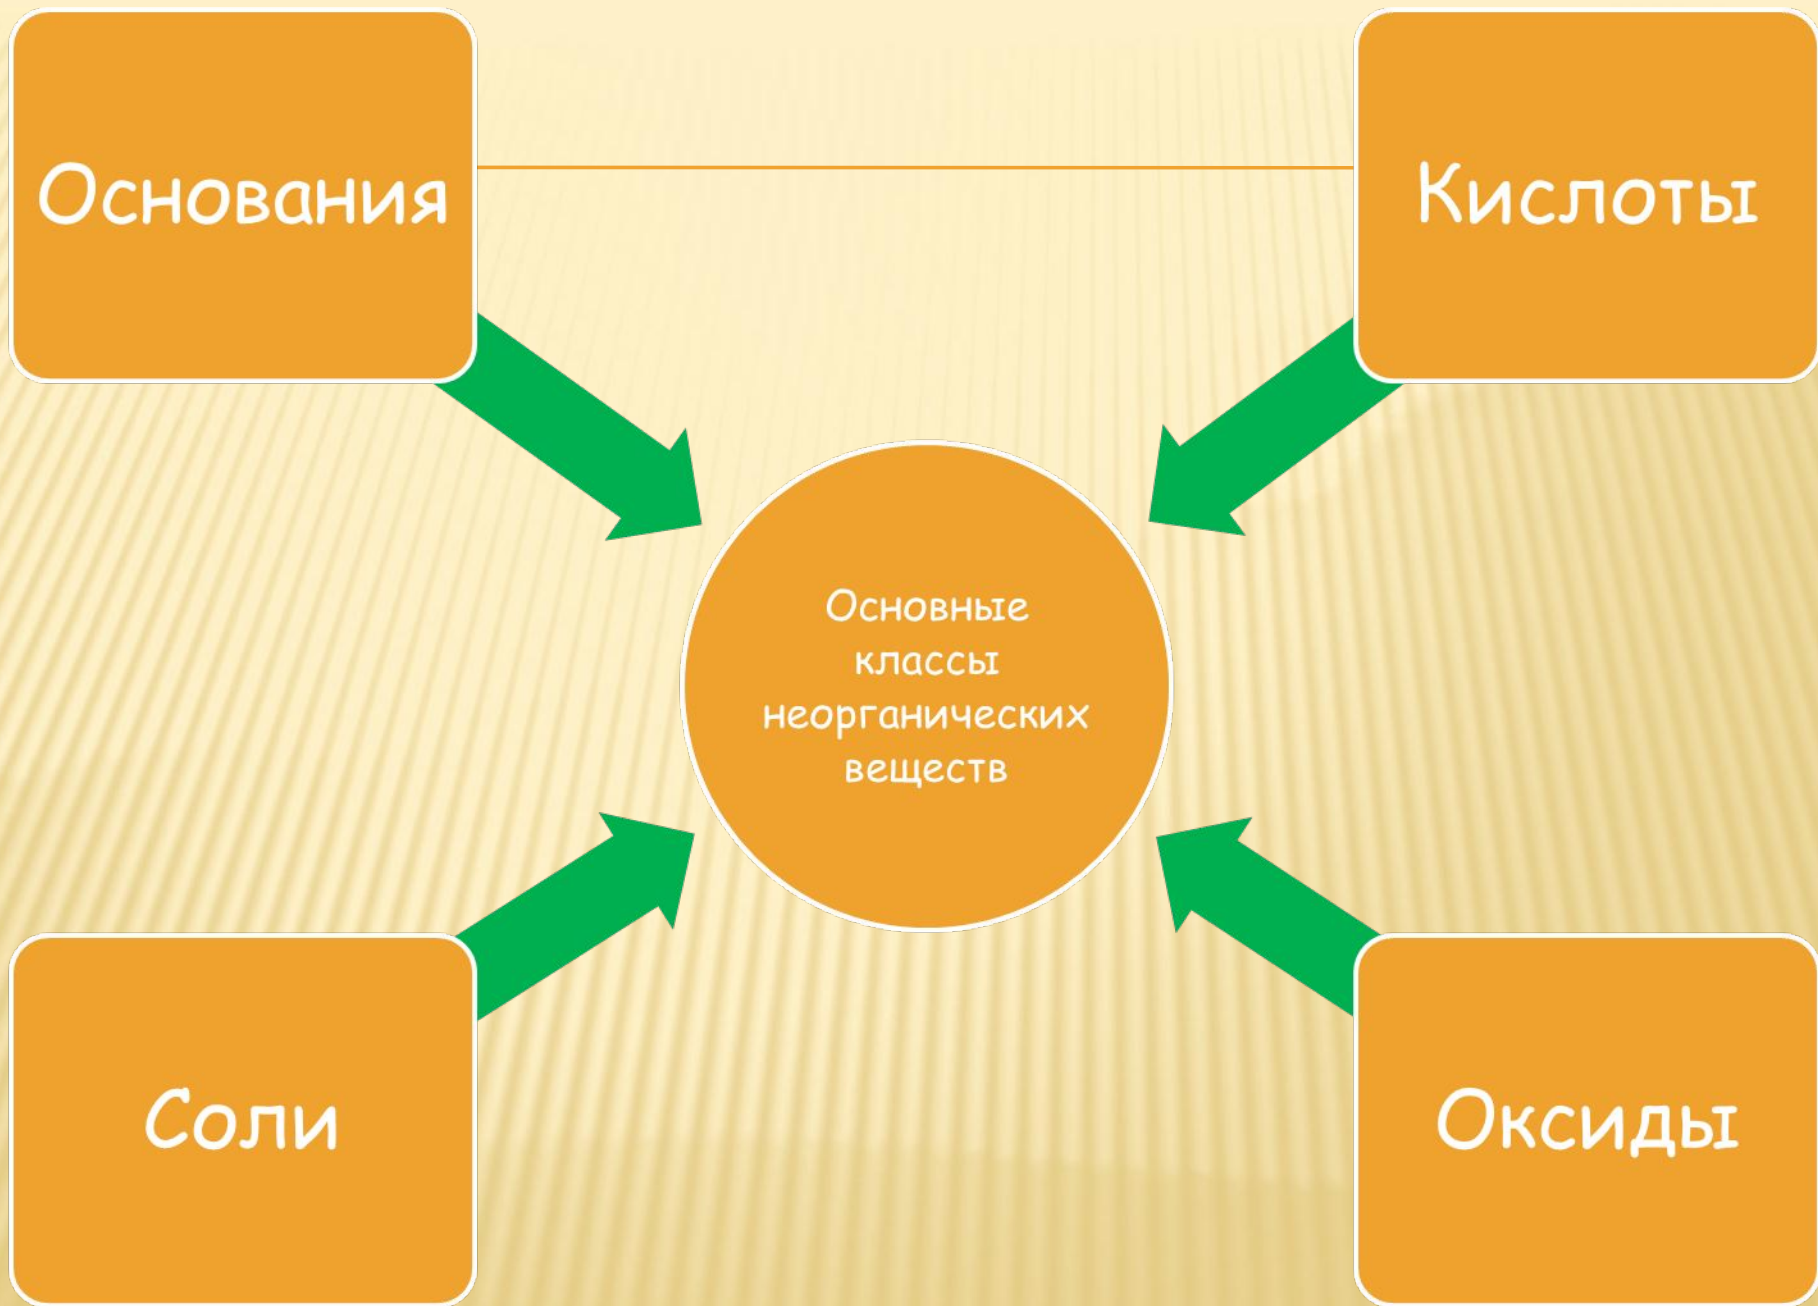 Основания
Кислоты
Основные
классы
неорганических
веществ
Соли
Оксиды